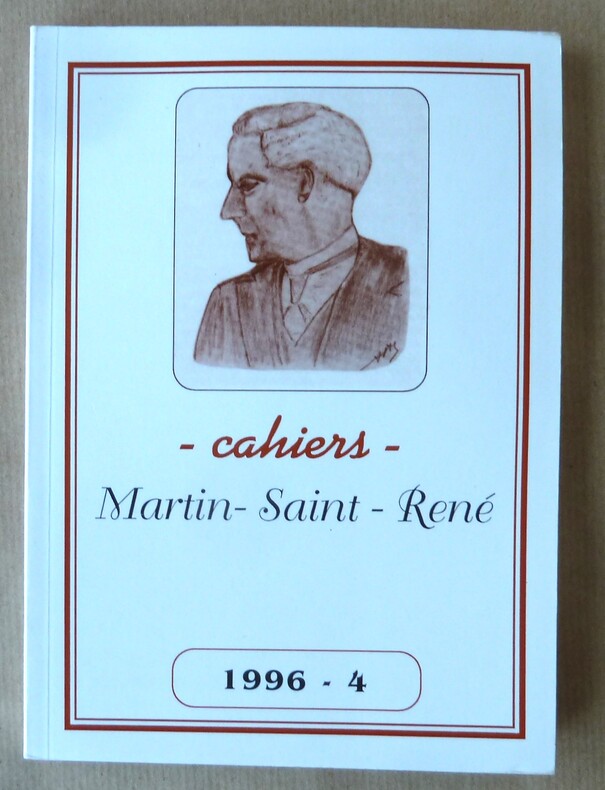 - cahiers -
Martin- Saint - René
1996 - 4